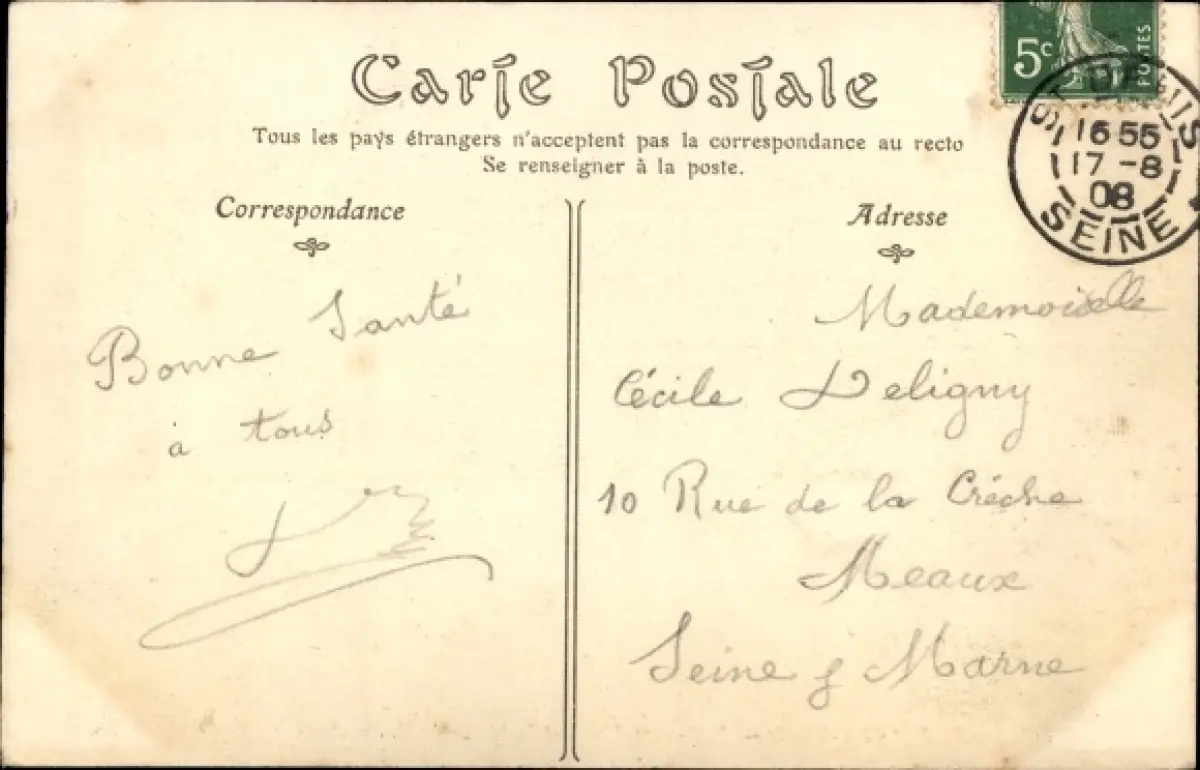 Carte Postale
Tous les pays étrangers n'acceptent pas la correspondance au recto
Se renseigner à la poste.
Correspondance
Bonne Santé
à tous
Adresse
Mademoiselle
Cécile Deligny
10 Rue de la Crèche
Meaux
Seine & Marne
5c
POSTES
ST DENIS
16 55
17 -8
08
SEINE